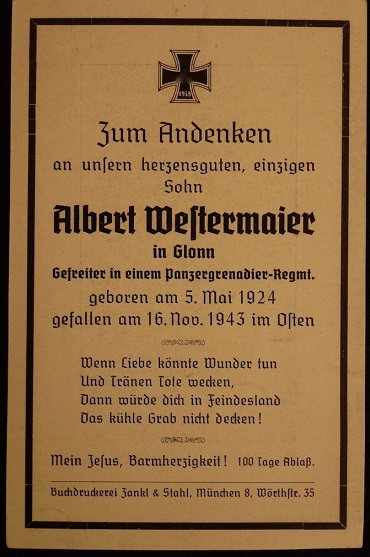 1939
Zum Andenken
an unsern herzensguten, einzigen
Sohn
Albert Westermaier
in Glonn
Gefreiter in einem Panzergrenadier-Regmt.
geboren am 5. Mai 1924
gefallen am 16. Nov. 1943 im Osten
Wenn Liebe könnte Wunder tun
Und Tränen Tote wecken,
Dann würde dich in Feindesland
Das kühle Grab nicht decken!
Mein Jesus, Barmherzigkeit! 100 Tage Ablaß.
Buchdruckerei Zankl & Stahl, München 8, Wörthstr. 35